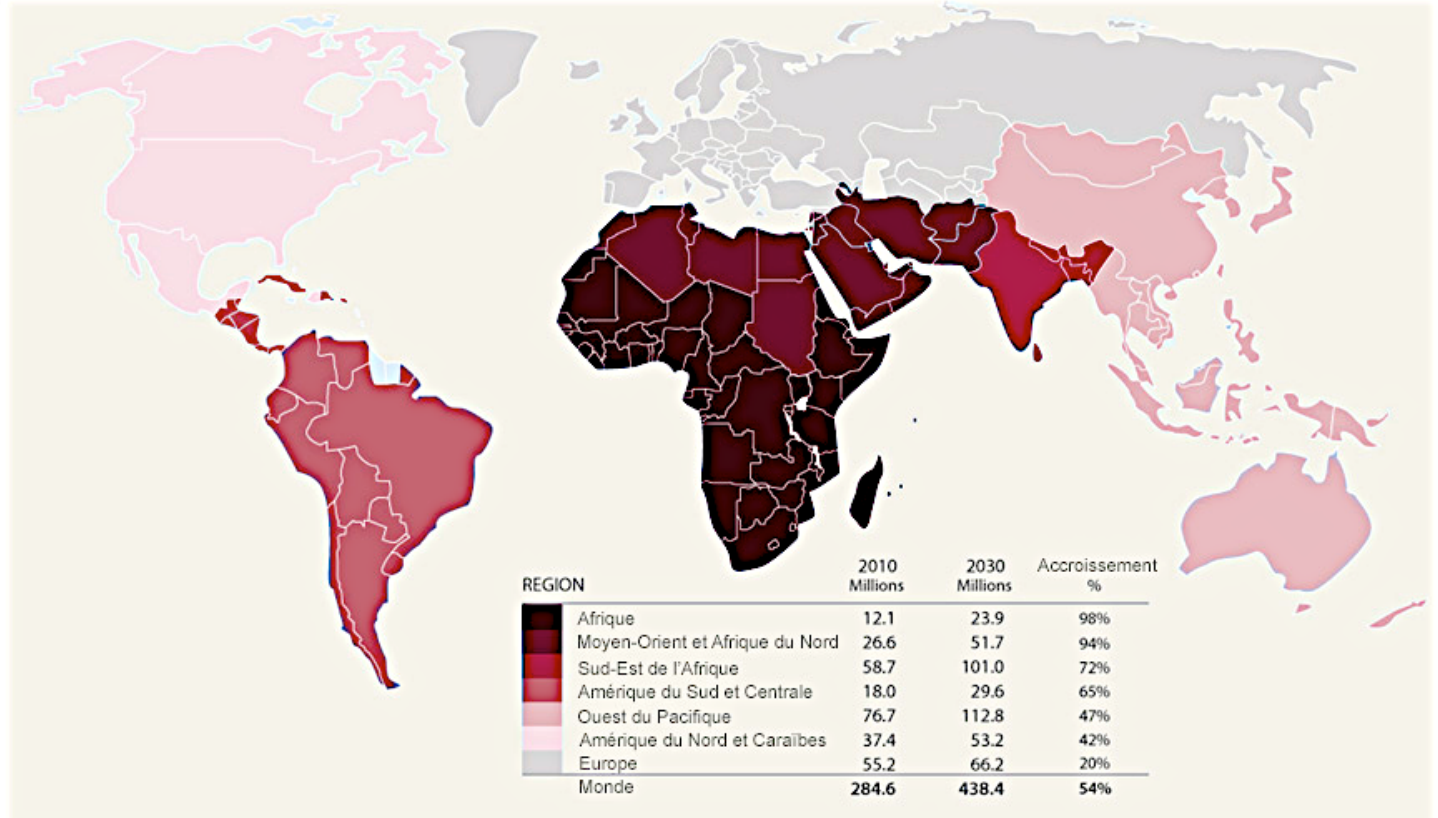 REGION 2010 Millions 2030 Millions Accroissement %
Afrique 12.1 23.9 98%
Moyen-Orient et Afrique du Nord 26.6 51.7 94%
Sud-Est de l'Afrique 58.7 101.0 72%
Amérique du Sud et Centrale 18.0 29.6 65%
Ouest du Pacifique 76.7 112.8 47%
Amérique du Nord et Caraïbes 37.4 53.2 42%
Europe 55.2 66.2 20%
Monde 284.6 438.4 54%